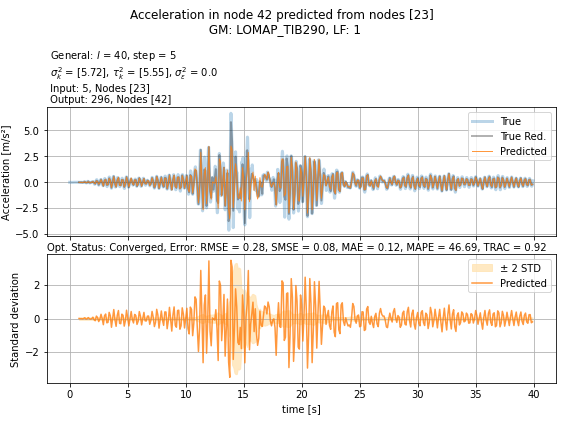 Acceleration in node 42 predicted from nodes [23]
GM: LOMAP_TIB290, LF: 1
General: l = 40, step = 5
σ²ₖ = [5.72], τ²ₖ = [5.55], σ²ε = 0.0
Input: 5, Nodes [23]
Output: 296, Nodes [42]
Acceleration [m/s²]
5.0
2.5
0.0
−2.5
−5.0
True
True Red.
Predicted
Opt. Status: Converged, Error: RMSE = 0.28, SMSE = 0.08, MAE = 0.12, MAPE = 46.69, TRAC = 0.92
Standard deviation
2
0
−2
± 2 STD
Predicted
0 5 10 15 20 25 30 35 40
time [s]